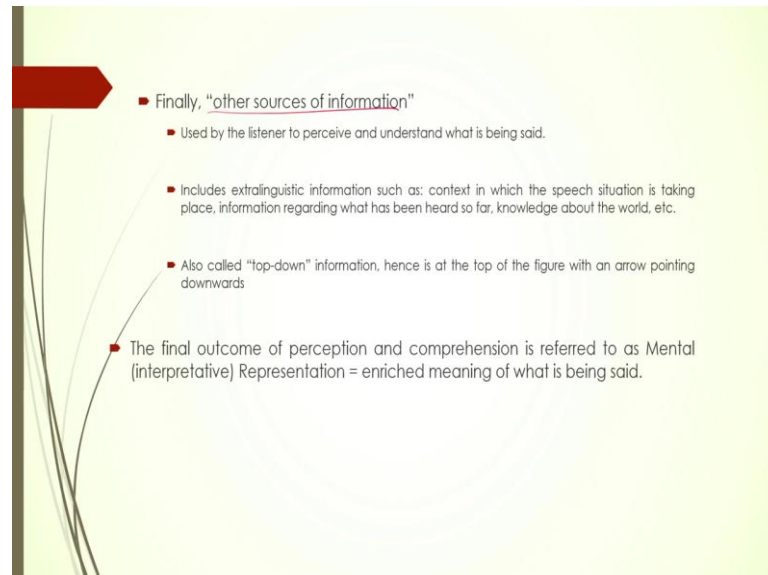 Finally, “other sources of information”
Used by the listener to perceive and understand what is being said.
Includes extralinguistic information such as: context in which the speech situation is taking
place, information regarding what has been heard so far, knowledge about the world, etc.
Also called “top-down” information, hence is at the top of the figure with an arrow pointing
downwards
The final outcome of perception and comprehension is referred to as Mental
(interpretative) Representation = enriched meaning of what is being said.